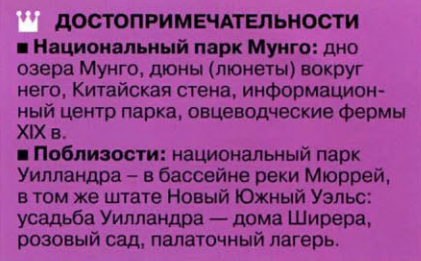 ДОСТОПРИМЕЧАТЕЛЬНОСТИ
■ Национальный парк Мунго: дно
озера Мунго, дюны (люнеты) вокруг
него, Китайская стена, информацион-
ный центр парка, овцеводческие фермы
XIX в.
■ Поблизости: национальный парк
Уилландра – в бассейне реки Мюррей,
в том же штате Новый Южный Уэльс:
усадьба Уилландра — дома Ширера,
розовый сад, палаточный лагерь.